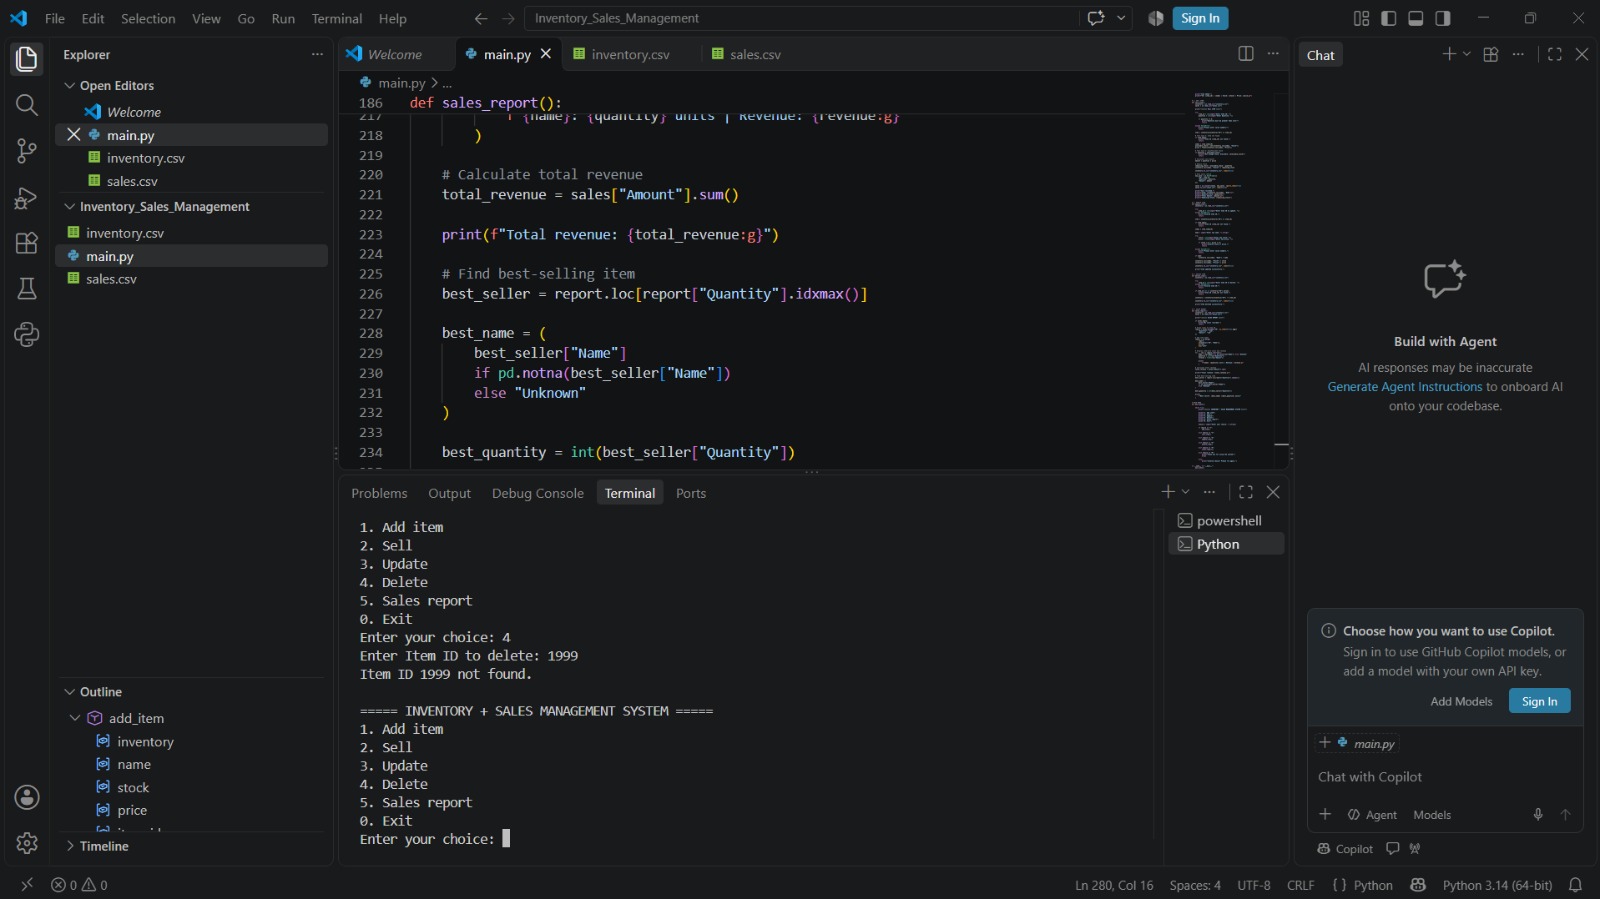 File Edit Selection View Go Run Terminal Help
Inventory_Sales_Management
Sign In
Explorer
Open Editors
Welcome
main.py
inventory.csv
sales.csv
Inventory_Sales_Management
inventory.csv
main.py
sales.csv
Outline
add_item
inventory
name
stock
price
Timeline
Welcome main.py inventory.csv sales.csv
main.py > ...
186 def sales_report():
217 f"{name}: {quantity} units | Revenue: {revenue:g}"
218 )
219
220 # Calculate total revenue
221 total_revenue = sales["Amount"].sum()
222
223 print(f"Total revenue: {total_revenue:g}")
224
225 # Find best-selling item
226 best_seller = report.loc[report["Quantity"].idxmax()]
227
228 best_name = (
229 best_seller["Name"]
230 if pd.notna(best_seller["Name"])
231 else "Unknown"
232 )
233
234 best_quantity = int(best_seller["Quantity"])
Problems Output Debug Console Terminal Ports
1. Add item
2. Sell
3. Update
4. Delete
5. Sales report
0. Exit
Enter your choice: 4
Enter Item ID to delete: 1999
Item ID 1999 not found.
===== INVENTORY + SALES MANAGEMENT SYSTEM =====
1. Add item
2. Sell
3. Update
4. Delete
5. Sales report
0. Exit
Enter your choice:
powershell
Python
Chat
Build with Agent
AI responses may be inaccurate
Generate Agent Instructions to onboard AI
onto your codebase.
Choose how you want to use Copilot.
Sign in to use GitHub Copilot models, or
add a model with your own API key.
Add Models Sign In
main.py
Chat with Copilot
Agent Models
Copilot
0 0 Ln 280, Col 16 Spaces: 4 UTF-8 CRLF { } Python Python 3.14 (64-bit)